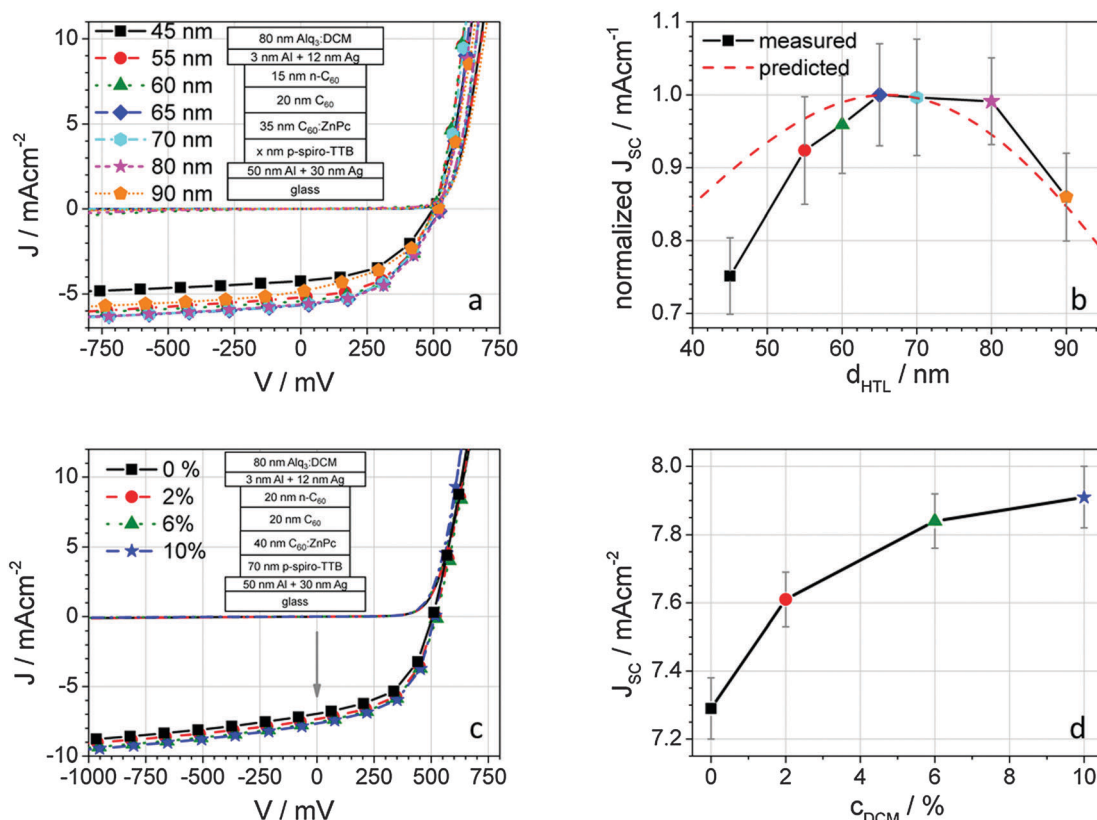 10
5
0
-5
J / mAcm-2
45 nm
55 nm
60 nm
65 nm
70 nm
80 nm
90 nm
80 nm Alq3:DCM
3 nm Al + 12 nm Ag
15 nm n-C60
20 nm C60
35 nm C60:ZnPc
x nm p-spiro-TTB
50 nm Al + 30 nm Ag
glass
a
-750 -500 -250 0 250 500 750
V / mV
normalized JSC / mAcm-1
1.1
1.0
0.9
0.8
0.7
measured
predicted
b
40 50 60 70 80 90
dHTL / nm
J / mAcm-2
10
5
0
-5
-10
0 %
2%
6%
10%
80 nm Alq3:DCM
3 nm Al + 12 nm Ag
20 nm n-C60
20 nm C60
40 nm C60:ZnPc
70 nm p-spiro-TTB
50 nm Al + 30 nm Ag
glass
c
-1000 -750 -500 -250 0 250 500 750
V / mV
JSC / mAcm-2
8.0
7.8
7.6
7.4
7.2
d
0 2 4 6 8 10
cDCM / %